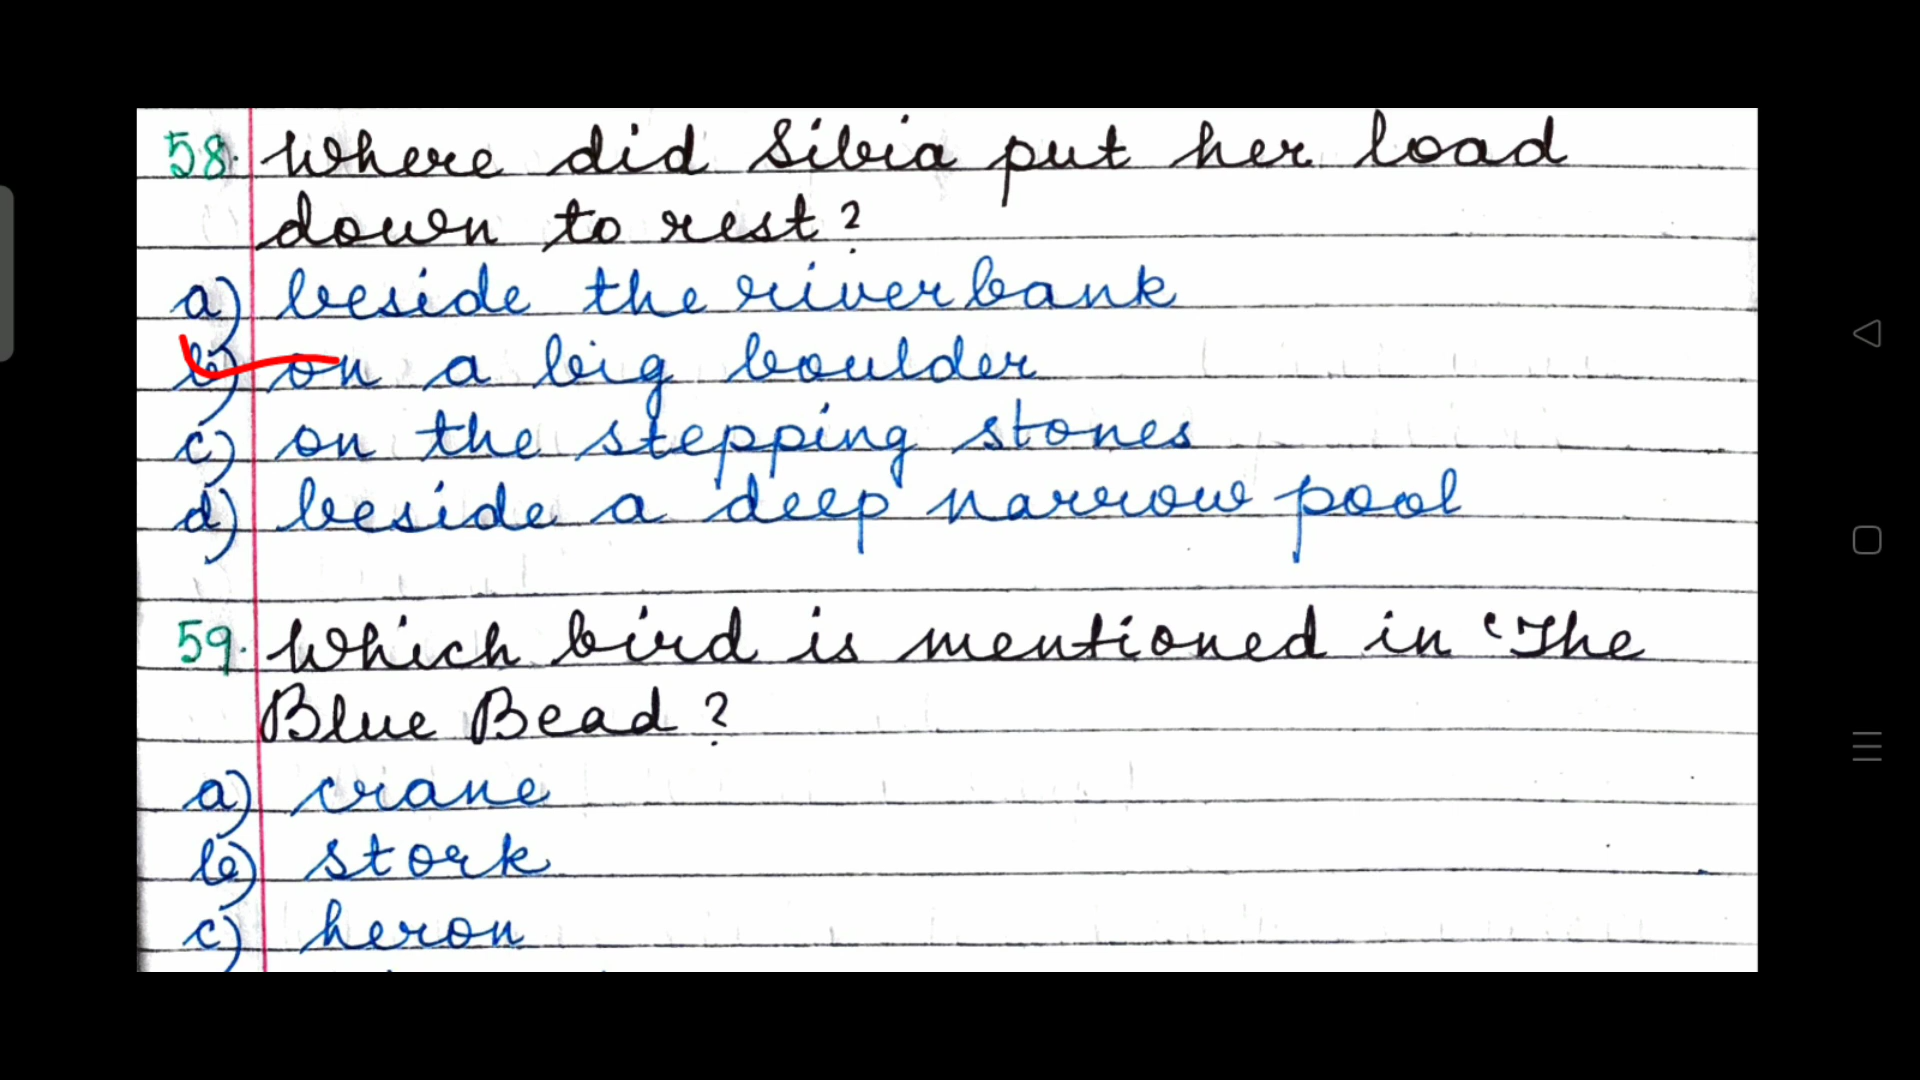 58. Where did Sibia put her load
down to rest?
a) beside the riverbank
b) on a big boulder
c) on the stepping stones
d) beside a deep narrow pool
59. Which bird is mentioned in 'The
Blue Bead?
a) crane
b) stork
c) heron